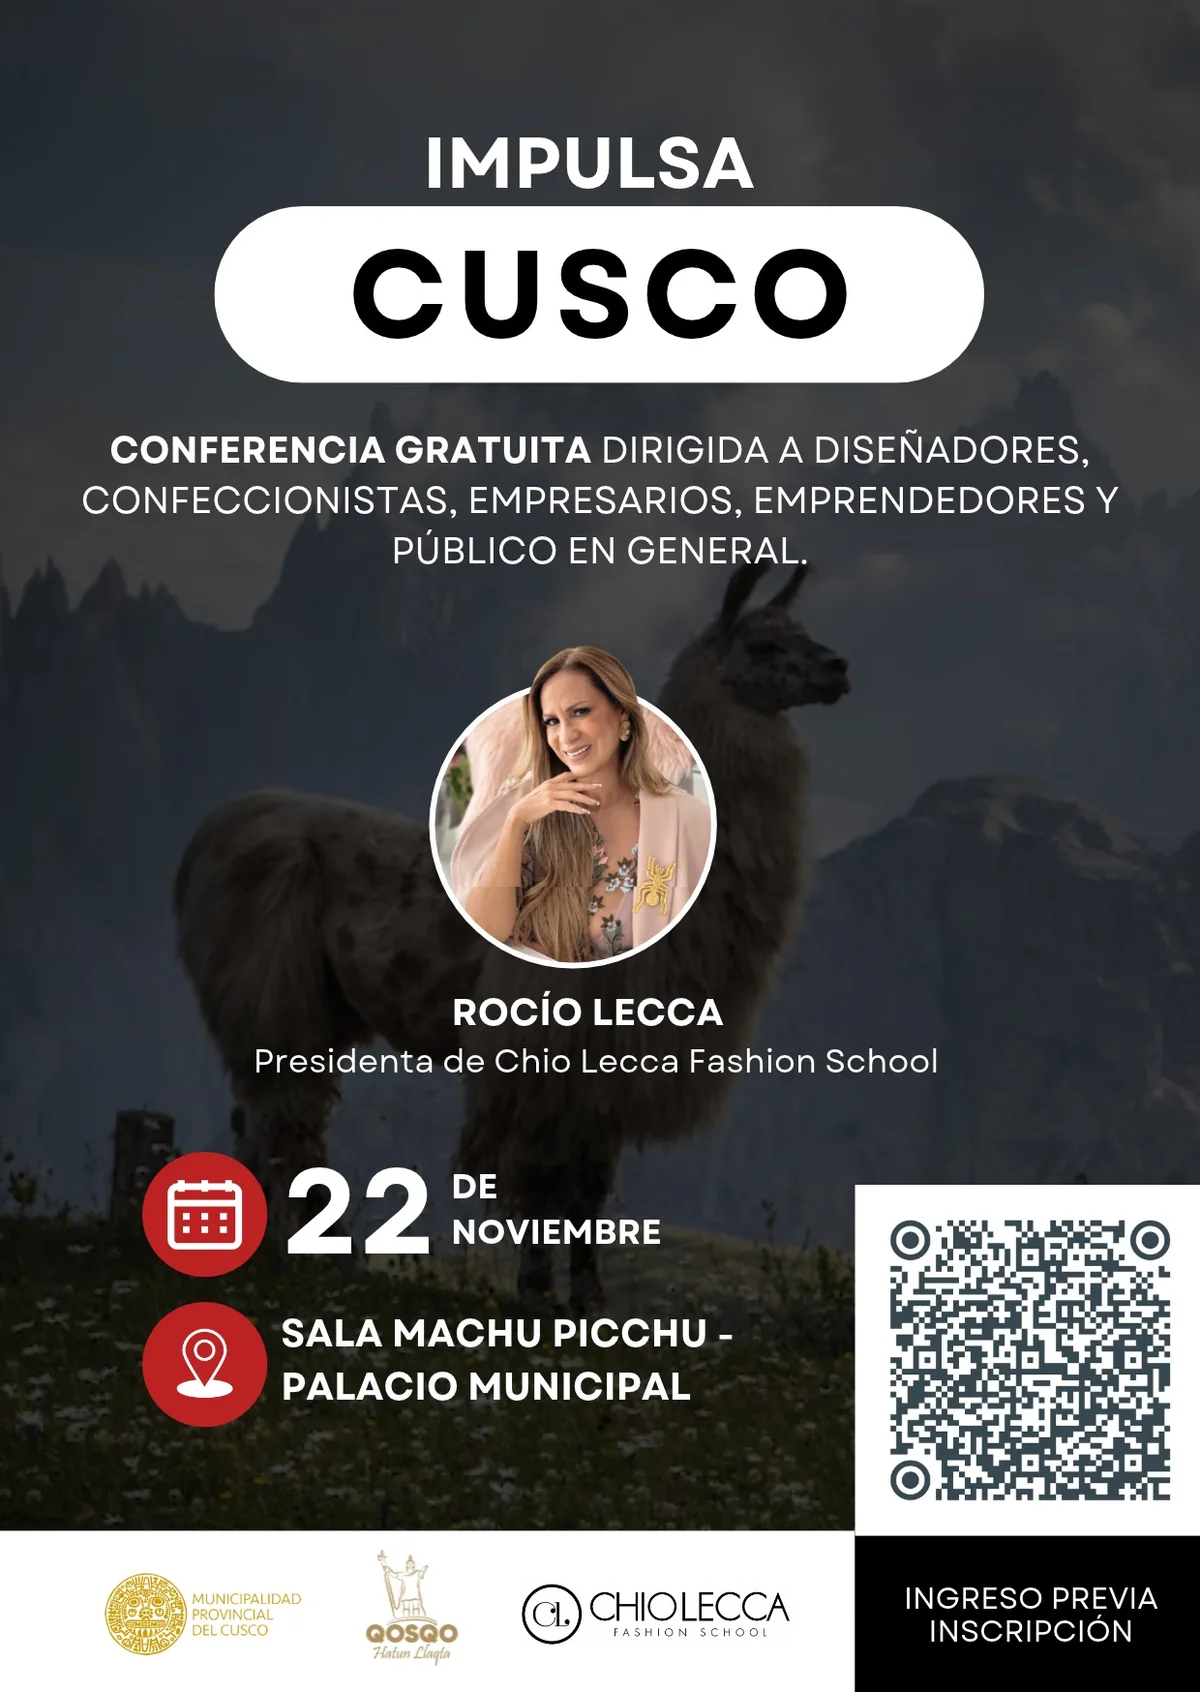 IMPULSA
CUSCO
CONFERENCIA GRATUITA DIRIGIDA A DISEÑADORES,
CONFECCIONISTAS, EMPRESARIOS, EMPRENDEDORES Y
PÚBLICO EN GENERAL.
ROCÍO LECCA
Presidenta de Chio Lecca Fashion School
22 DE
NOVIEMBRE
SALA MACHU PICCHU -
PALACIO MUNICIPAL
MUNICIPALIDAD
PROVINCIAL
DEL CUSCO
QOSQO
Hatun Llaqta
CL
CHIO LECCA
FASHION SCHOOL
INGRESO PREVIA
INSCRIPCIÓN